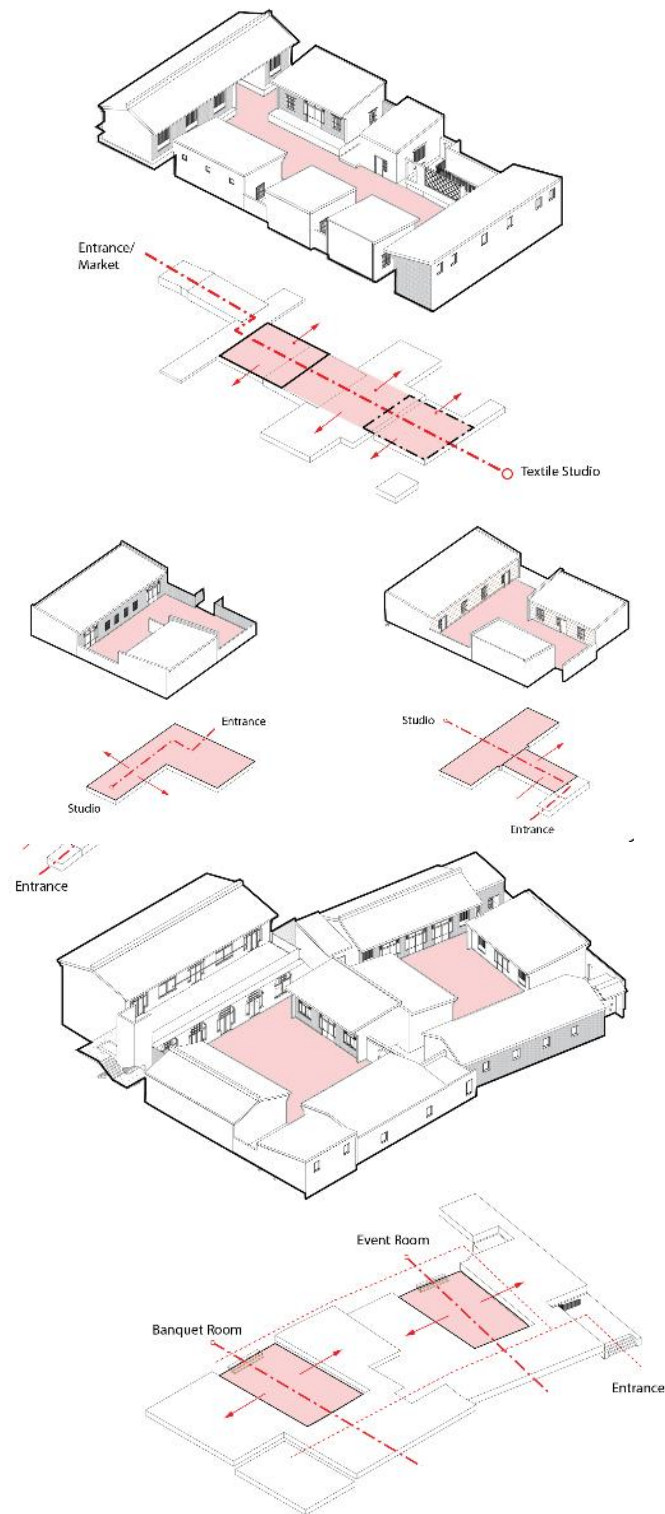 Entrance/
Market
Textile Studio
Entrance
Studio
Studio
Entrance
Entrance
Event Room
Banquet Room
Entrance